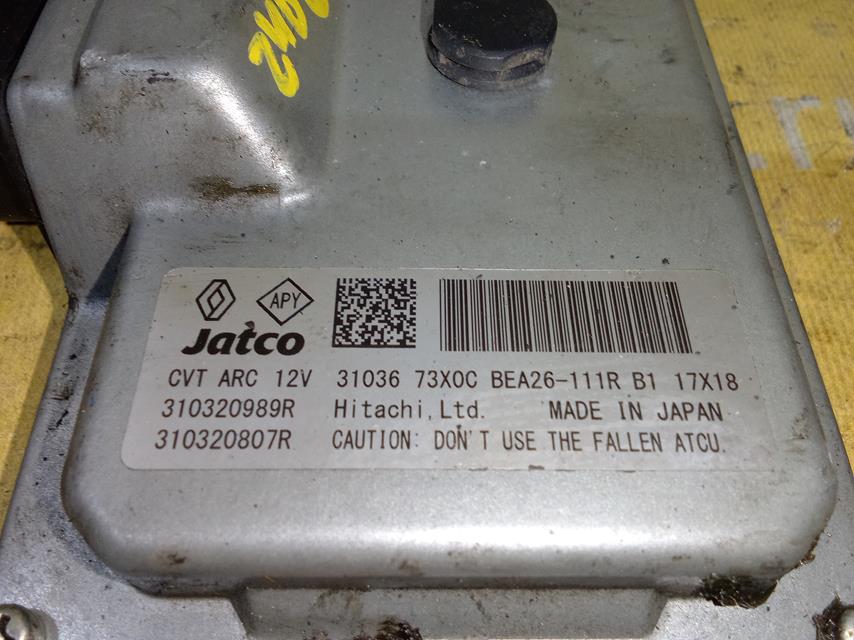 APY
Jatco
CVT ARC 12V 31036 73X0C BEA26-111R B1 17X18
310320989R Hitachi,Ltd. MADE IN JAPAN
310320807R CAUTION: DON'T USE THE FALLEN ATCU.